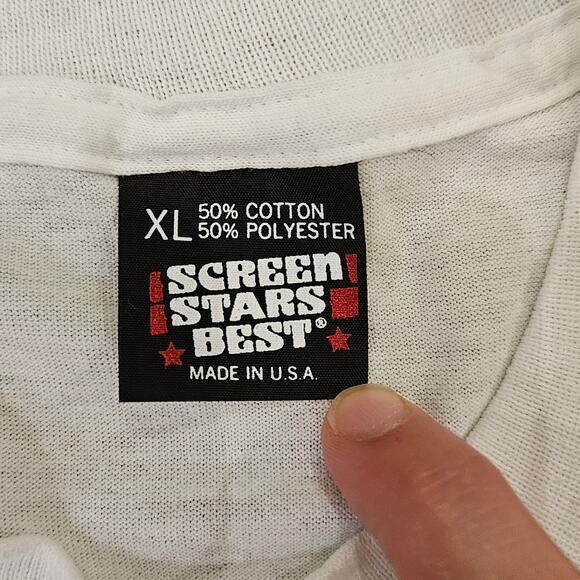 XL 50% COTTON
50% POLYESTER
SCREEN
STARS
BEST®
MADE IN U.S.A.